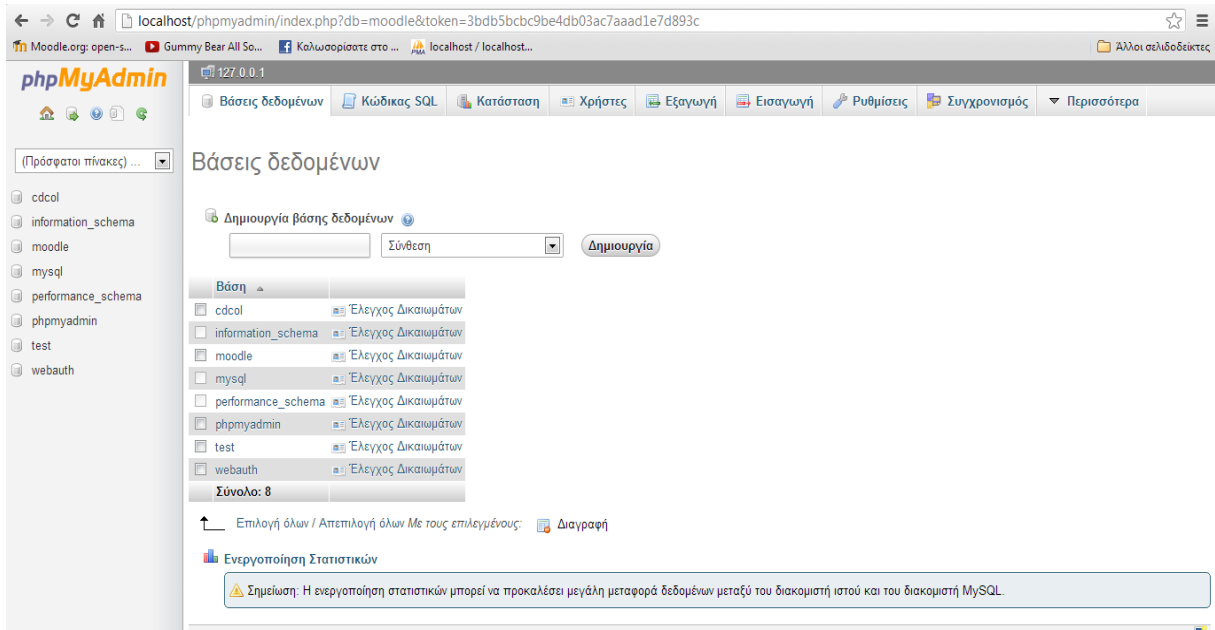 localhost/phpmyadmin/index.php?db=moodle&token=3bdb5bcbc9be4db03ac7aaad1e7d893c
Moodle.org: open-s... Gummy Bear All So... Καλωσορίσατε στο ... localhost / localhost... Άλλοι σελιδοδείκτες
phpMyAdmin
127.0.0.1
Βάσεις δεδομένων Κώδικας SQL Κατάσταση Χρήστες Εξαγωγή Εισαγωγή Ρυθμίσεις Συγχρονισμός Περισσότερα
(Πρόσφατοι πίνακες) ...
cdcol
information_schema
moodle
mysql
performance_schema
phpmyadmin
test
webauth
Βάσεις δεδομένων
Δημιουργία βάσης δεδομένων
Σύνθεση Δημιουργία
Βάση
cdcol Έλεγχος Δικαιωμάτων
information_schema Έλεγχος Δικαιωμάτων
moodle Έλεγχος Δικαιωμάτων
mysql Έλεγχος Δικαιωμάτων
performance_schema Έλεγχος Δικαιωμάτων
phpmyadmin Έλεγχος Δικαιωμάτων
test Έλεγχος Δικαιωμάτων
webauth Έλεγχος Δικαιωμάτων
Σύνολο: 8
Επιλογή όλων / Απεπιλογή όλων Με τους επιλεγμένους: Διαγραφή
Ενεργοποίηση Στατιστικών
Σημείωση: Η ενεργοποίηση στατιστικών μπορεί να προκαλέσει μεγάλη μεταφορά δεδομένων μεταξύ του διακομιστή ιστού και του διακομιστή MySQL.